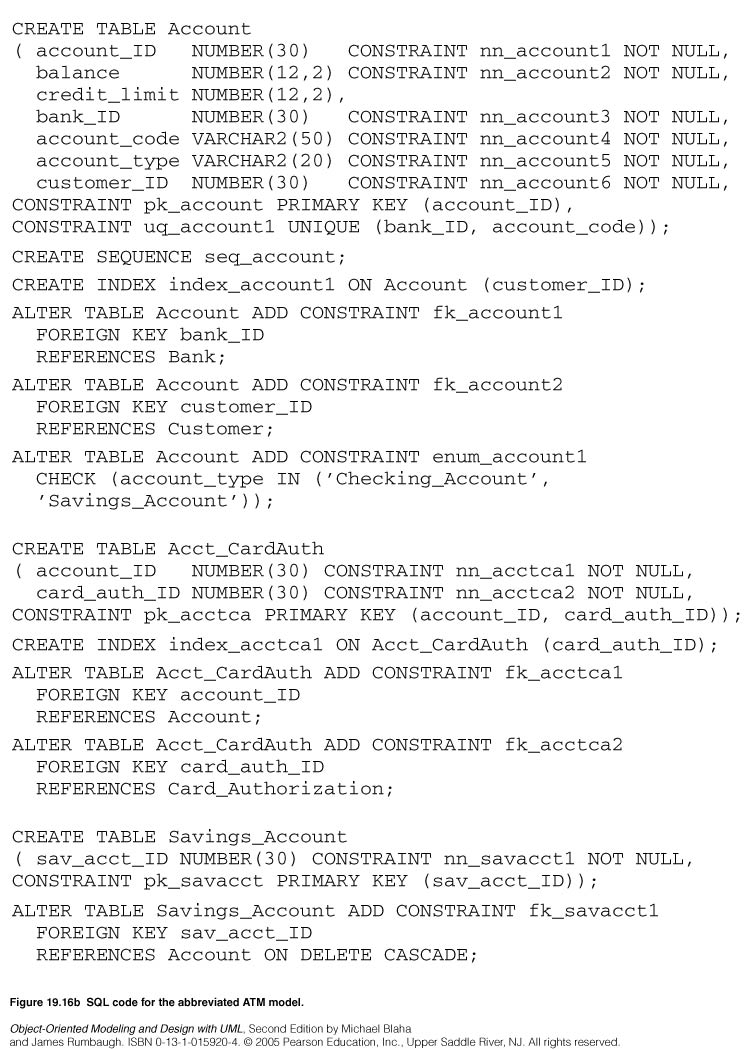 CREATE TABLE Account
( account_ID   NUMBER(30)   CONSTRAINT nn_account1 NOT NULL,
  balance      NUMBER(12,2) CONSTRAINT nn_account2 NOT NULL,
  credit_limit NUMBER(12,2),
  bank_ID      NUMBER(30)   CONSTRAINT nn_account3 NOT NULL,
  account_code VARCHAR2(50) CONSTRAINT nn_account4 NOT NULL,
  account_type VARCHAR2(20) CONSTRAINT nn_account5 NOT NULL,
  customer_ID  NUMBER(30)   CONSTRAINT nn_account6 NOT NULL,
CONSTRAINT pk_account PRIMARY KEY (account_ID),
CONSTRAINT uq_account1 UNIQUE (bank_ID, account_code));
CREATE SEQUENCE seq_account;
CREATE INDEX index_account1 ON Account (customer_ID);
ALTER TABLE Account ADD CONSTRAINT fk_account1
  FOREIGN KEY bank_ID
  REFERENCES Bank;
ALTER TABLE Account ADD CONSTRAINT fk_account2
  FOREIGN KEY customer_ID
  REFERENCES Customer;
ALTER TABLE Account ADD CONSTRAINT enum_account1
  CHECK (account_type IN (’Checking_Account’,
  ’Savings_Account’));
CREATE TABLE Acct_CardAuth
( account_ID   NUMBER(30) CONSTRAINT nn_acctca1 NOT NULL,
  card_auth_ID NUMBER(30) CONSTRAINT nn_acctca2 NOT NULL,
CONSTRAINT pk_acctca PRIMARY KEY (account_ID, card_auth_ID));
CREATE INDEX index_acctca1 ON Acct_CardAuth (card_auth_ID);
ALTER TABLE Acct_CardAuth ADD CONSTRAINT fk_acctca1
  FOREIGN KEY account_ID
  REFERENCES Account;
ALTER TABLE Acct_CardAuth ADD CONSTRAINT fk_acctca2
  FOREIGN KEY card_auth_ID
  REFERENCES Card_Authorization;
CREATE TABLE Savings_Account
( sav_acct_ID NUMBER(30) CONSTRAINT nn_savacct1 NOT NULL,
CONSTRAINT pk_savacct PRIMARY KEY (sav_acct_ID));
ALTER TABLE Savings_Account ADD CONSTRAINT fk_savacct1
  FOREIGN KEY sav_acct_ID
  REFERENCES Account ON DELETE CASCADE;
Figure 19.16b  SQL code for the abbreviated ATM model.
Object-Oriented Modeling and Design with UML, Second Edition by Michael Blaha
and James Rumbaugh. ISBN 0-13-1-015920-4. © 2005 Pearson Education, Inc., Upper Saddle River, NJ. All rights reserved.